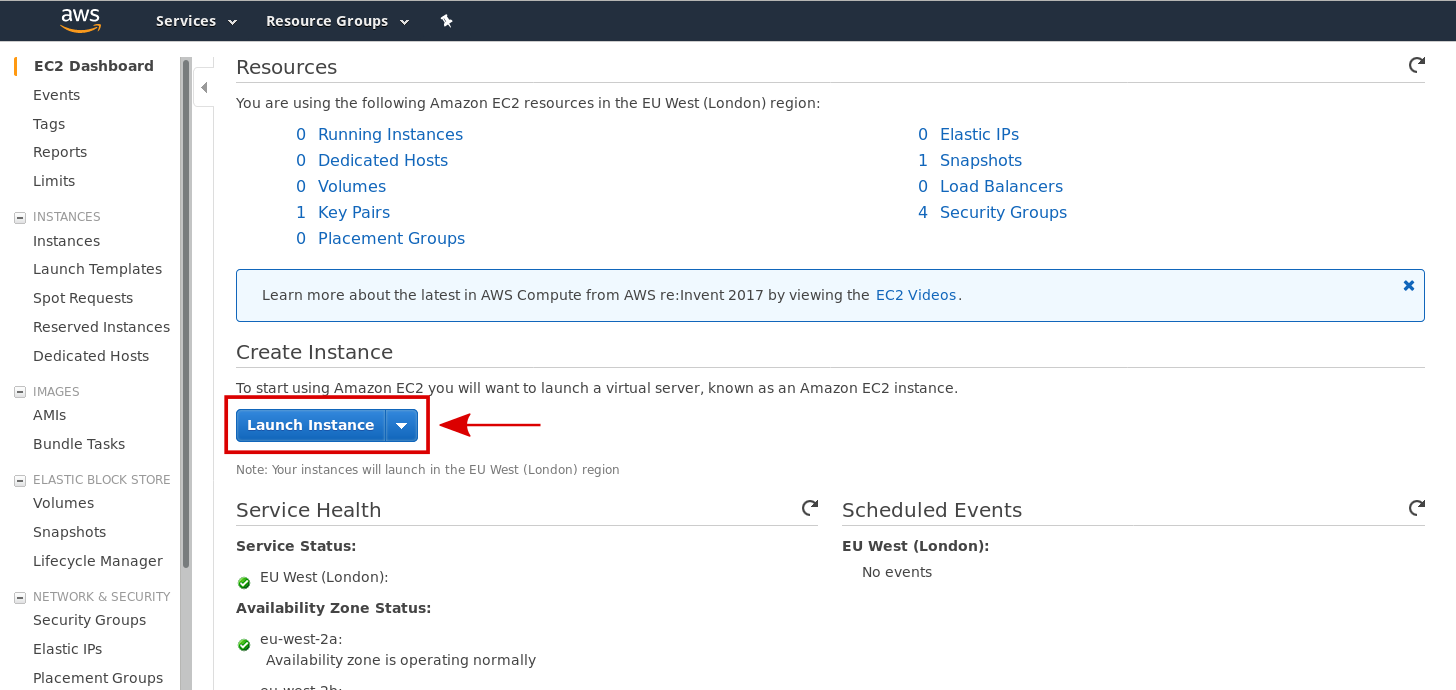 aws
Services
Resource Groups
EC2 Dashboard
Events
Tags
Reports
Limits
INSTANCES
Instances
Launch Templates
Spot Requests
Reserved Instances
Dedicated Hosts
IMAGES
AMIs
Bundle Tasks
ELASTIC BLOCK STORE
Volumes
Snapshots
Lifecycle Manager
NETWORK & SECURITY
Security Groups
Elastic IPs
Placement Groups
Resources
You are using the following Amazon EC2 resources in the EU West (London) region:
0 Running Instances
0 Dedicated Hosts
0 Volumes
1 Key Pairs
0 Placement Groups
0 Elastic IPs
1 Snapshots
0 Load Balancers
4 Security Groups
Learn more about the latest in AWS Compute from AWS re:Invent 2017 by viewing the EC2 Videos.
Create Instance
To start using Amazon EC2 you will want to launch a virtual server, known as an Amazon EC2 instance.
Launch Instance
Note: Your instances will launch in the EU West (London) region
Service Health
Service Status:
EU West (London):
Availability Zone Status:
eu-west-2a:
Availability zone is operating normally
eu-west-2b:
Scheduled Events
EU West (London):
No events